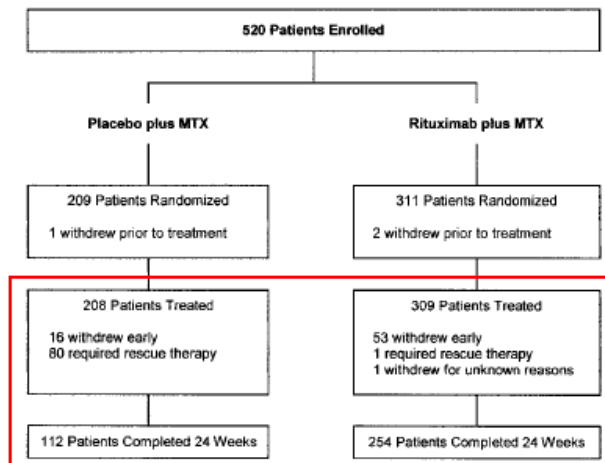 520 Patients Enrolled
Placebo plus MTX
Rituximab plus MTX
209 Patients Randomized
1 withdrew prior to treatment
311 Patients Randomized
2 withdrew prior to treatment
208 Patients Treated
16 withdrew early
80 required rescue therapy
309 Patients Treated
53 withdrew early
1 required rescue therapy
1 withdrew for unknown reasons
112 Patients Completed 24 Weeks
254 Patients Completed 24 Weeks